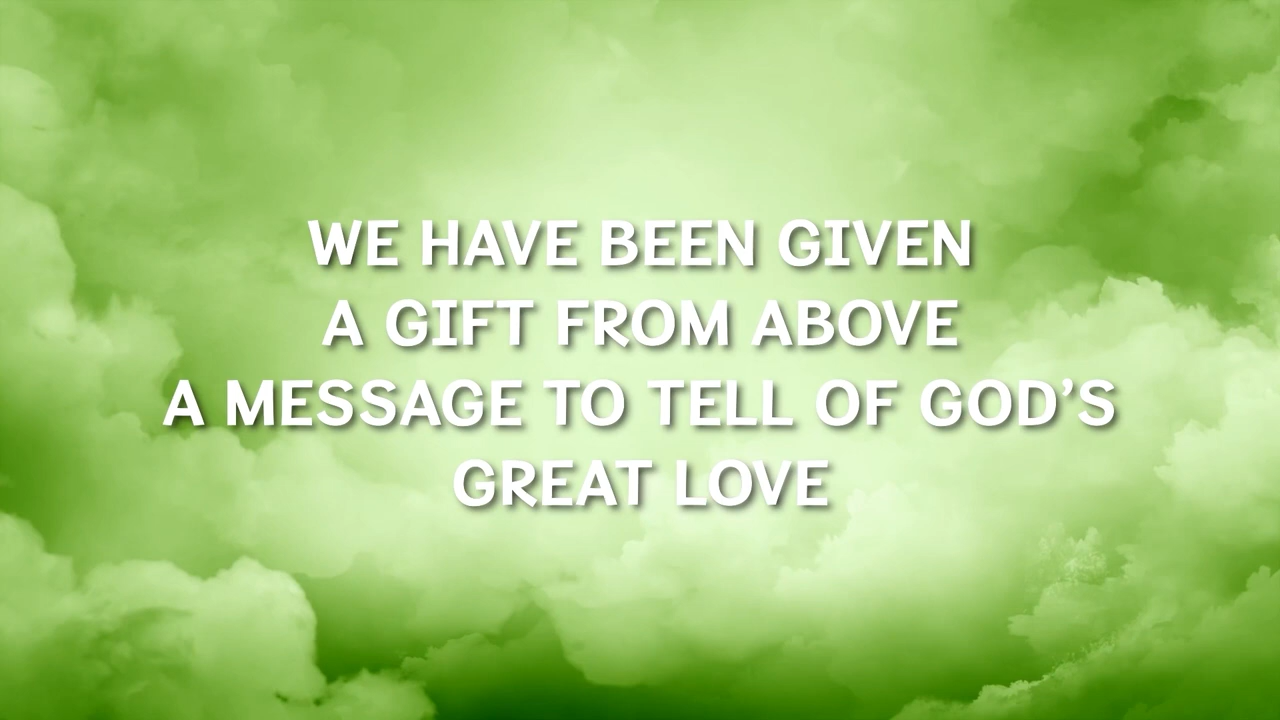 WE HAVE BEEN GIVEN
A GIFT FROM ABOVE
A MESSAGE TO TELL OF GOD’S
GREAT LOVE